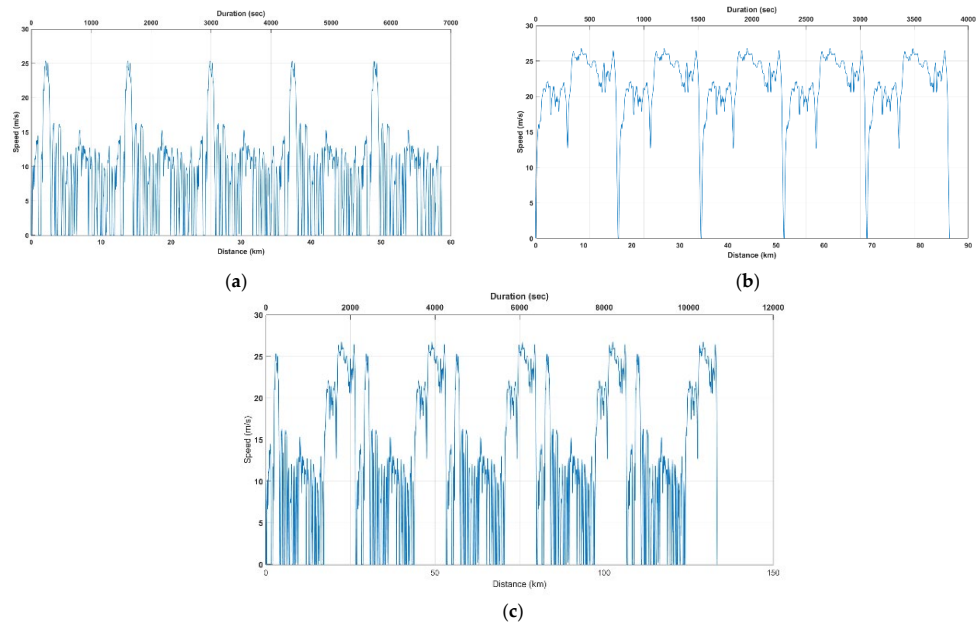 Duration (sec)
0 1000 2000 3000 4000 5000 6000 7000
30
25
20
15
10
5
0
Speed (m/s)
0 10 20 30 40 50 60
Distance (km)
(a)
Duration (sec)
0 500 1000 1500 2000 2500 3000 3500 4000
30
25
20
15
10
5
0
Speed (m/s)
0 10 20 30 40 50 60 70 80 90
Distance (km)
(b)
Duration (sec)
0 2000 4000 6000 8000 10000 12000
30
25
20
15
10
5
0
Speed (m/s)
0 50 100 150
Distance (km)
(c)